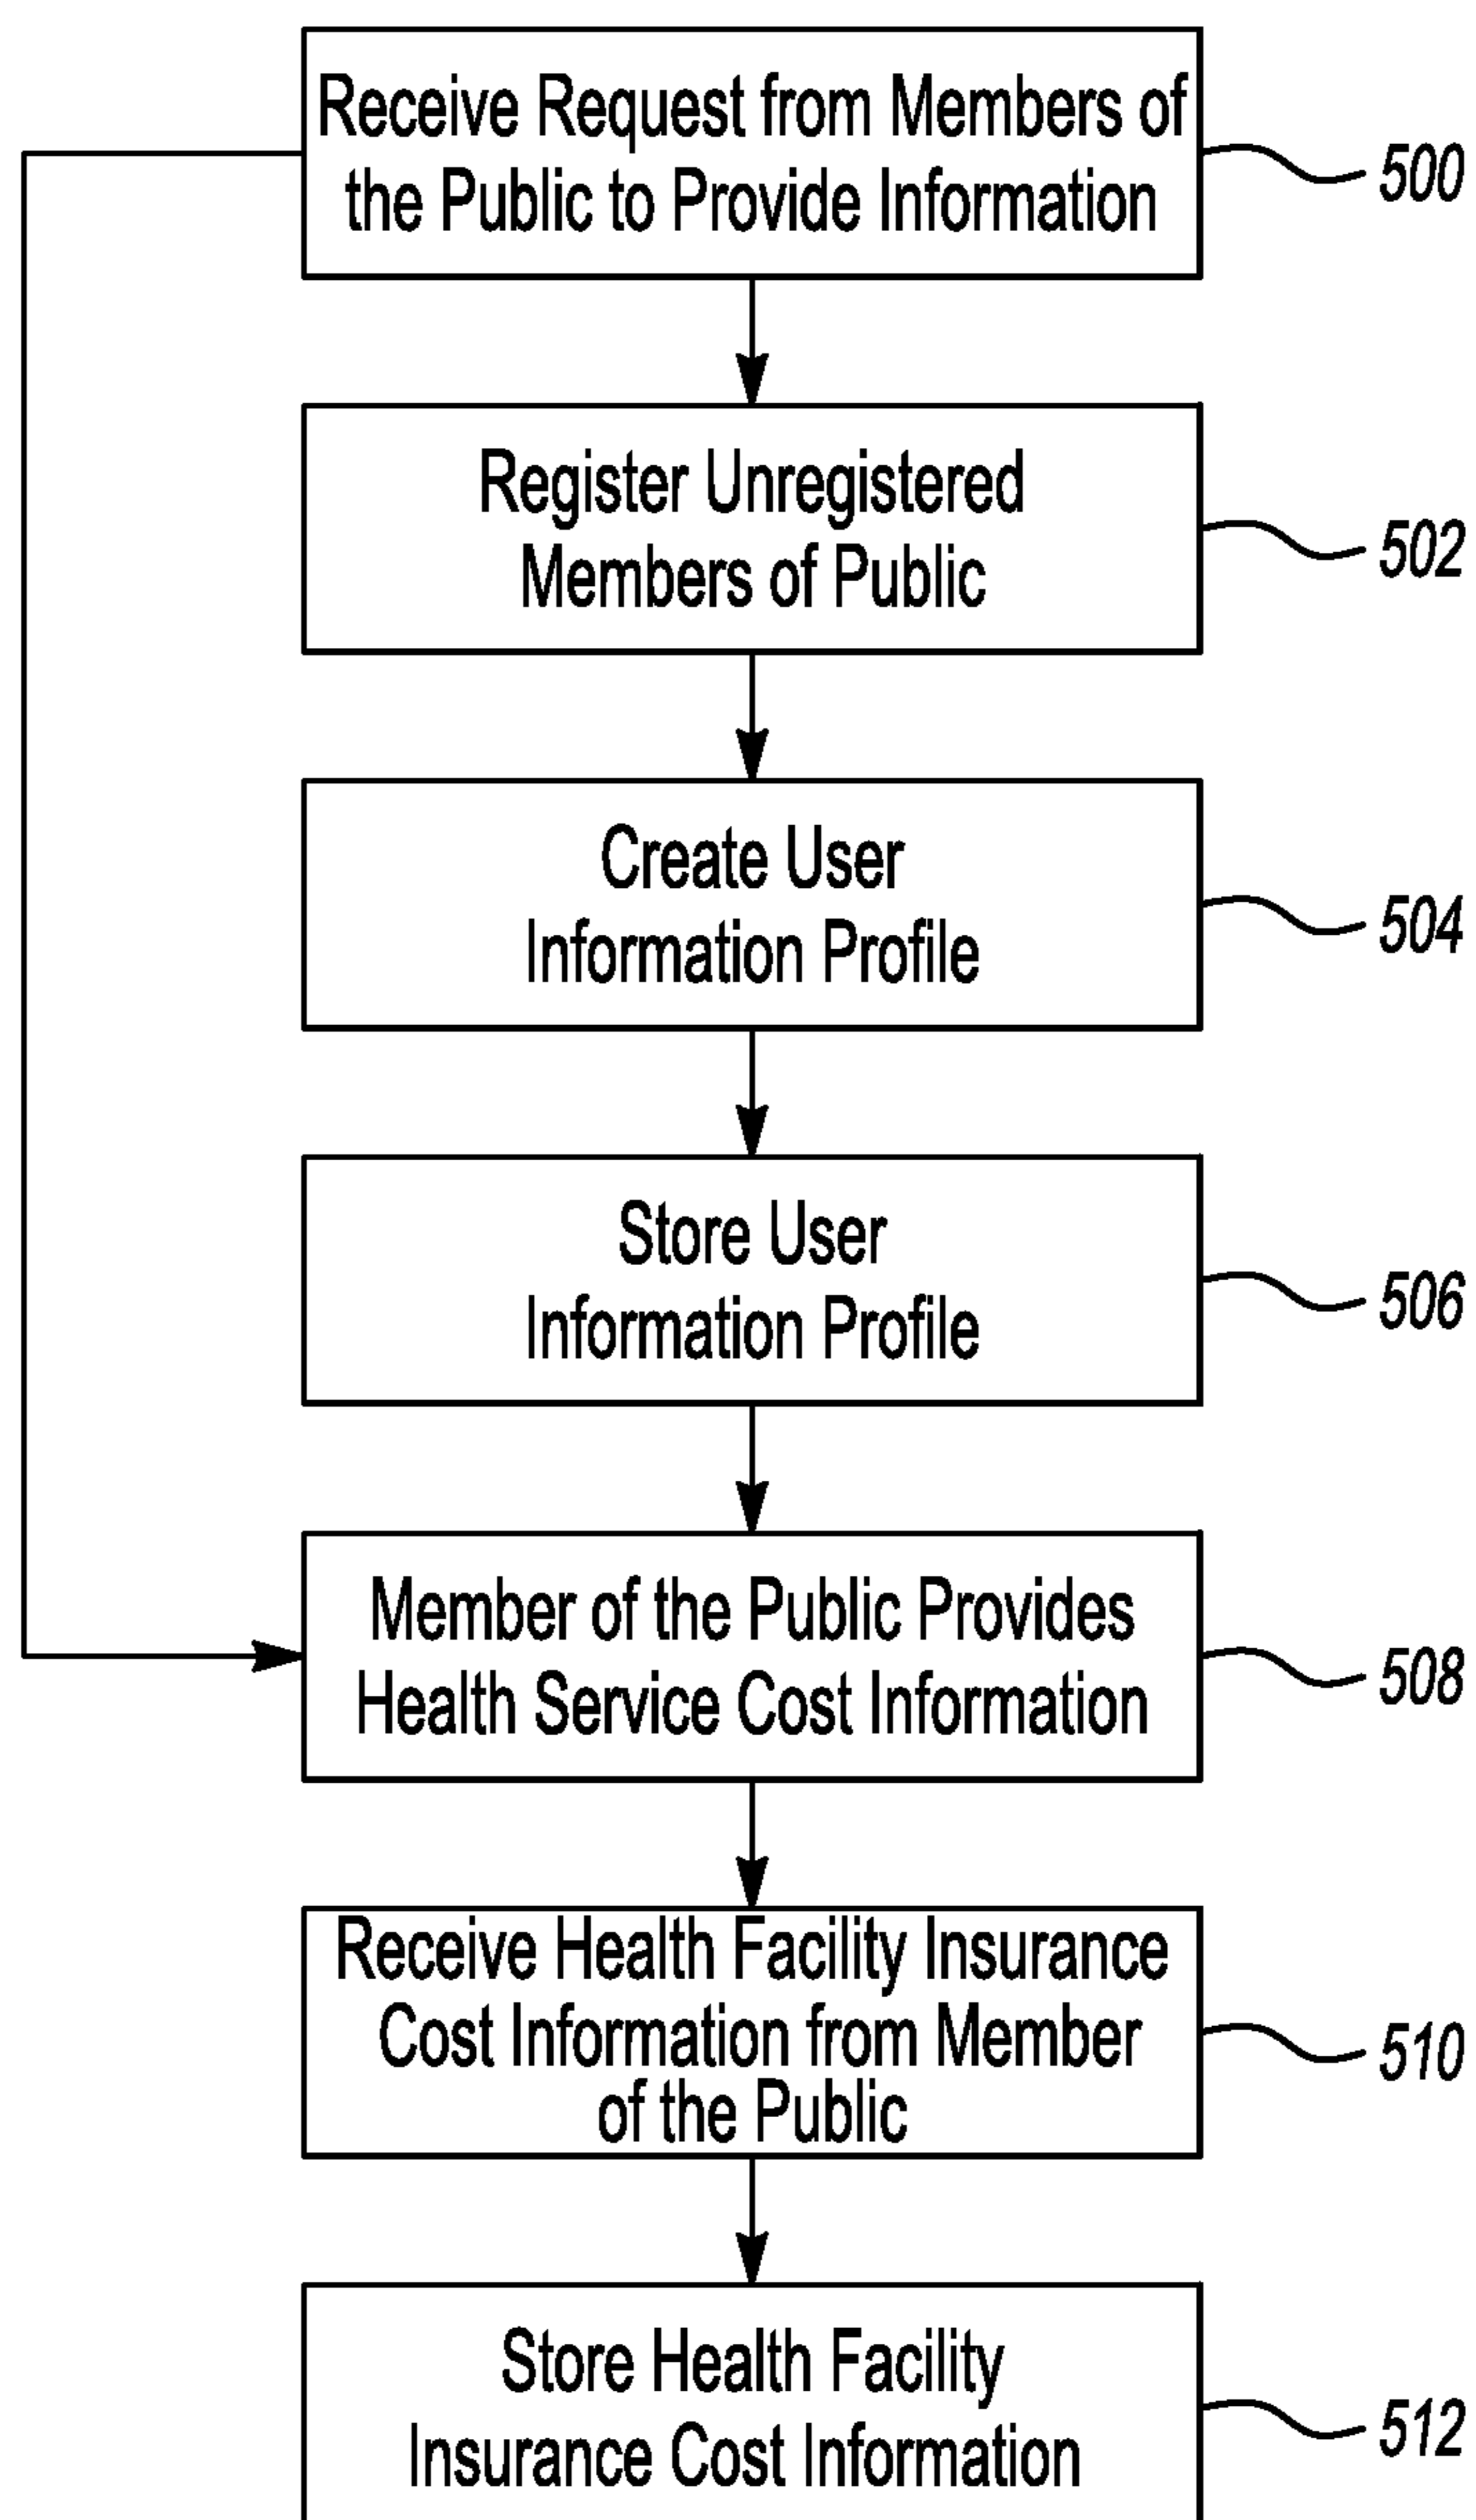 Receive Request from Members of
the Public to Provide Information
500
Register Unregistered
Members of Public
502
Create User
Information Profile
504
Store User
Information Profile
506
Member of the Public Provides
Health Service Cost Information
508
Receive Health Facility Insurance
Cost Information from Member
of the Public
510
Store Health Facility
Insurance Cost Information
512